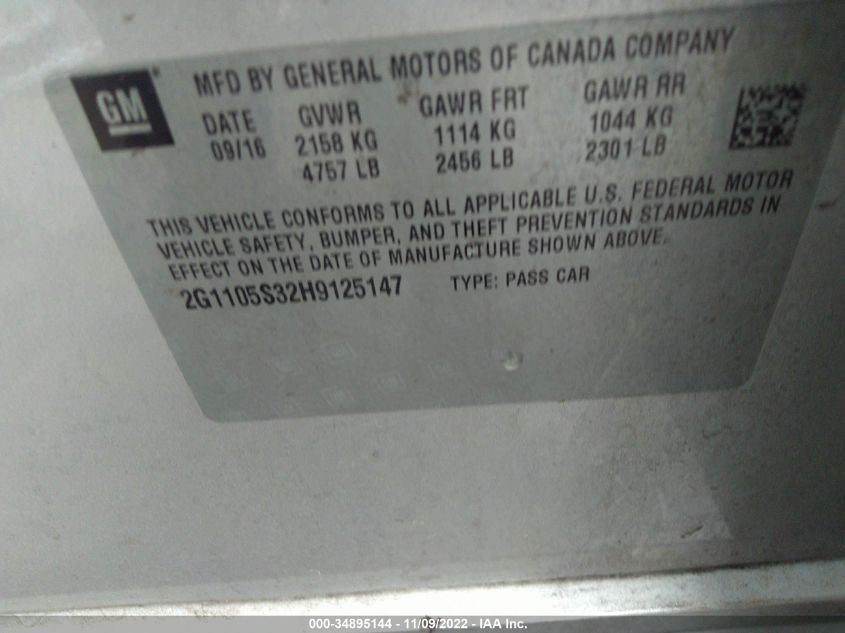 GM
MFD BY GENERAL MOTORS OF CANADA COMPANY
DATE GVWR GAWR FRT GAWR RR
09/16 2158 KG 1114 KG 1044 KG
4757 LB 2456 LB 2301 LB
THIS VEHICLE CONFORMS TO ALL APPLICABLE U.S. FEDERAL MOTOR
VEHICLE SAFETY, BUMPER, AND THEFT PREVENTION STANDARDS IN
EFFECT ON THE DATE OF MANUFACTURE SHOWN ABOVE.
2G1105S32H9125147 TYPE: PASS CAR
000-34895144 - 11/09/2022 - IAA Inc.